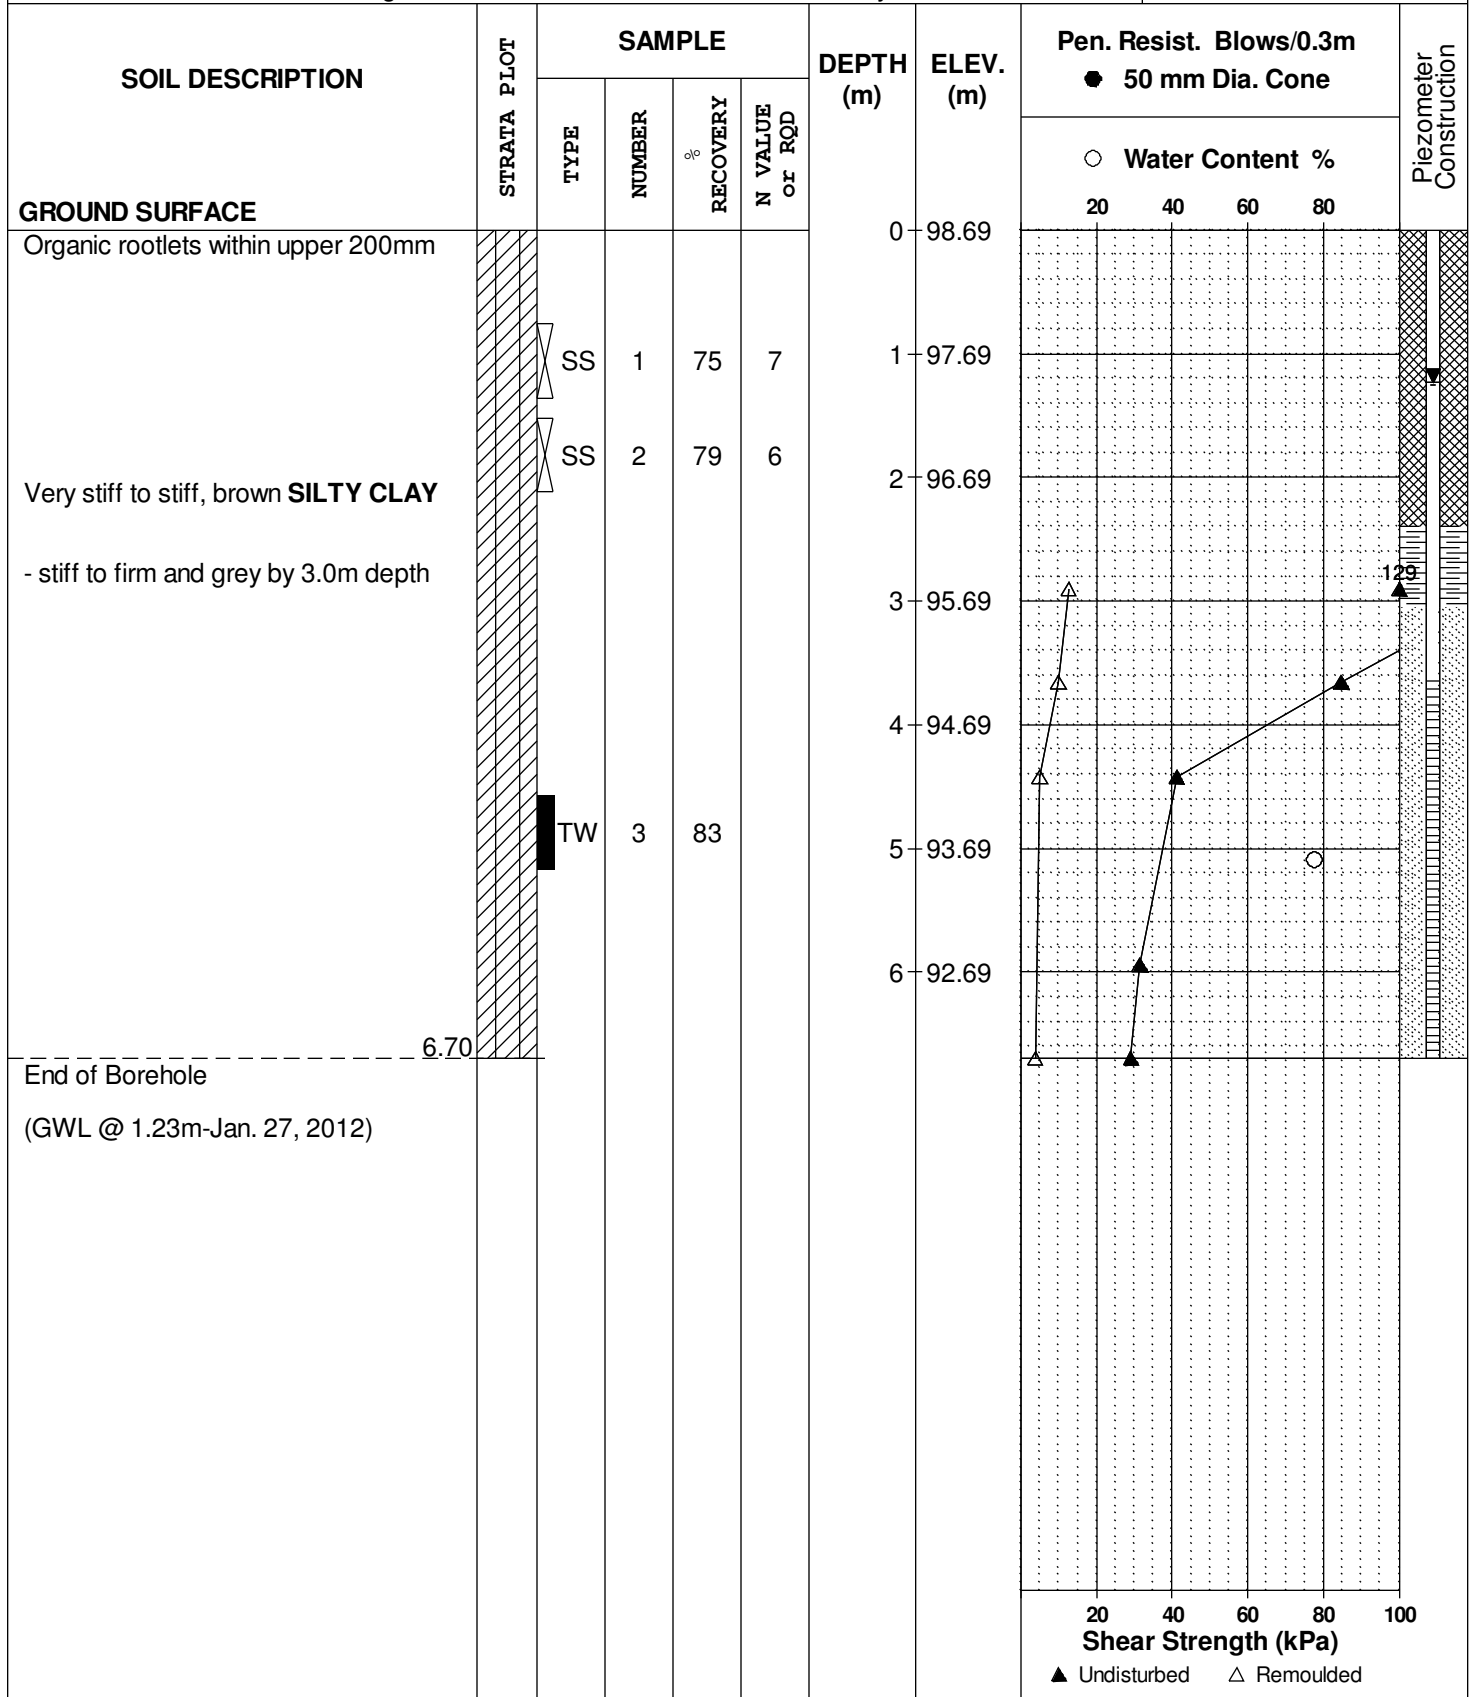 SOIL DESCRIPTION
GROUND SURFACE
STRATA PLOT
SAMPLE
TYPE
NUMBER
% RECOVERY
N VALUE or RQD
DEPTH (m)
ELEV. (m)
Pen. Resist. Blows/0.3m
● 50 mm Dia. Cone
○ Water Content %
20 40 60 80
Piezometer Construction
Organic rootlets within upper 200mm
0 98.69
SS 1 75 7
1 97.69
SS 2 79 6
2 96.69
Very stiff to stiff, brown SILTY CLAY
- stiff to firm and grey by 3.0m depth
129
3 95.69
4 94.69
TW 3 83
5 93.69
6 92.69
6.70
End of Borehole
(GWL @ 1.23m-Jan. 27, 2012)
20 40 60 80 100
Shear Strength (kPa)
▲ Undisturbed △ Remoulded